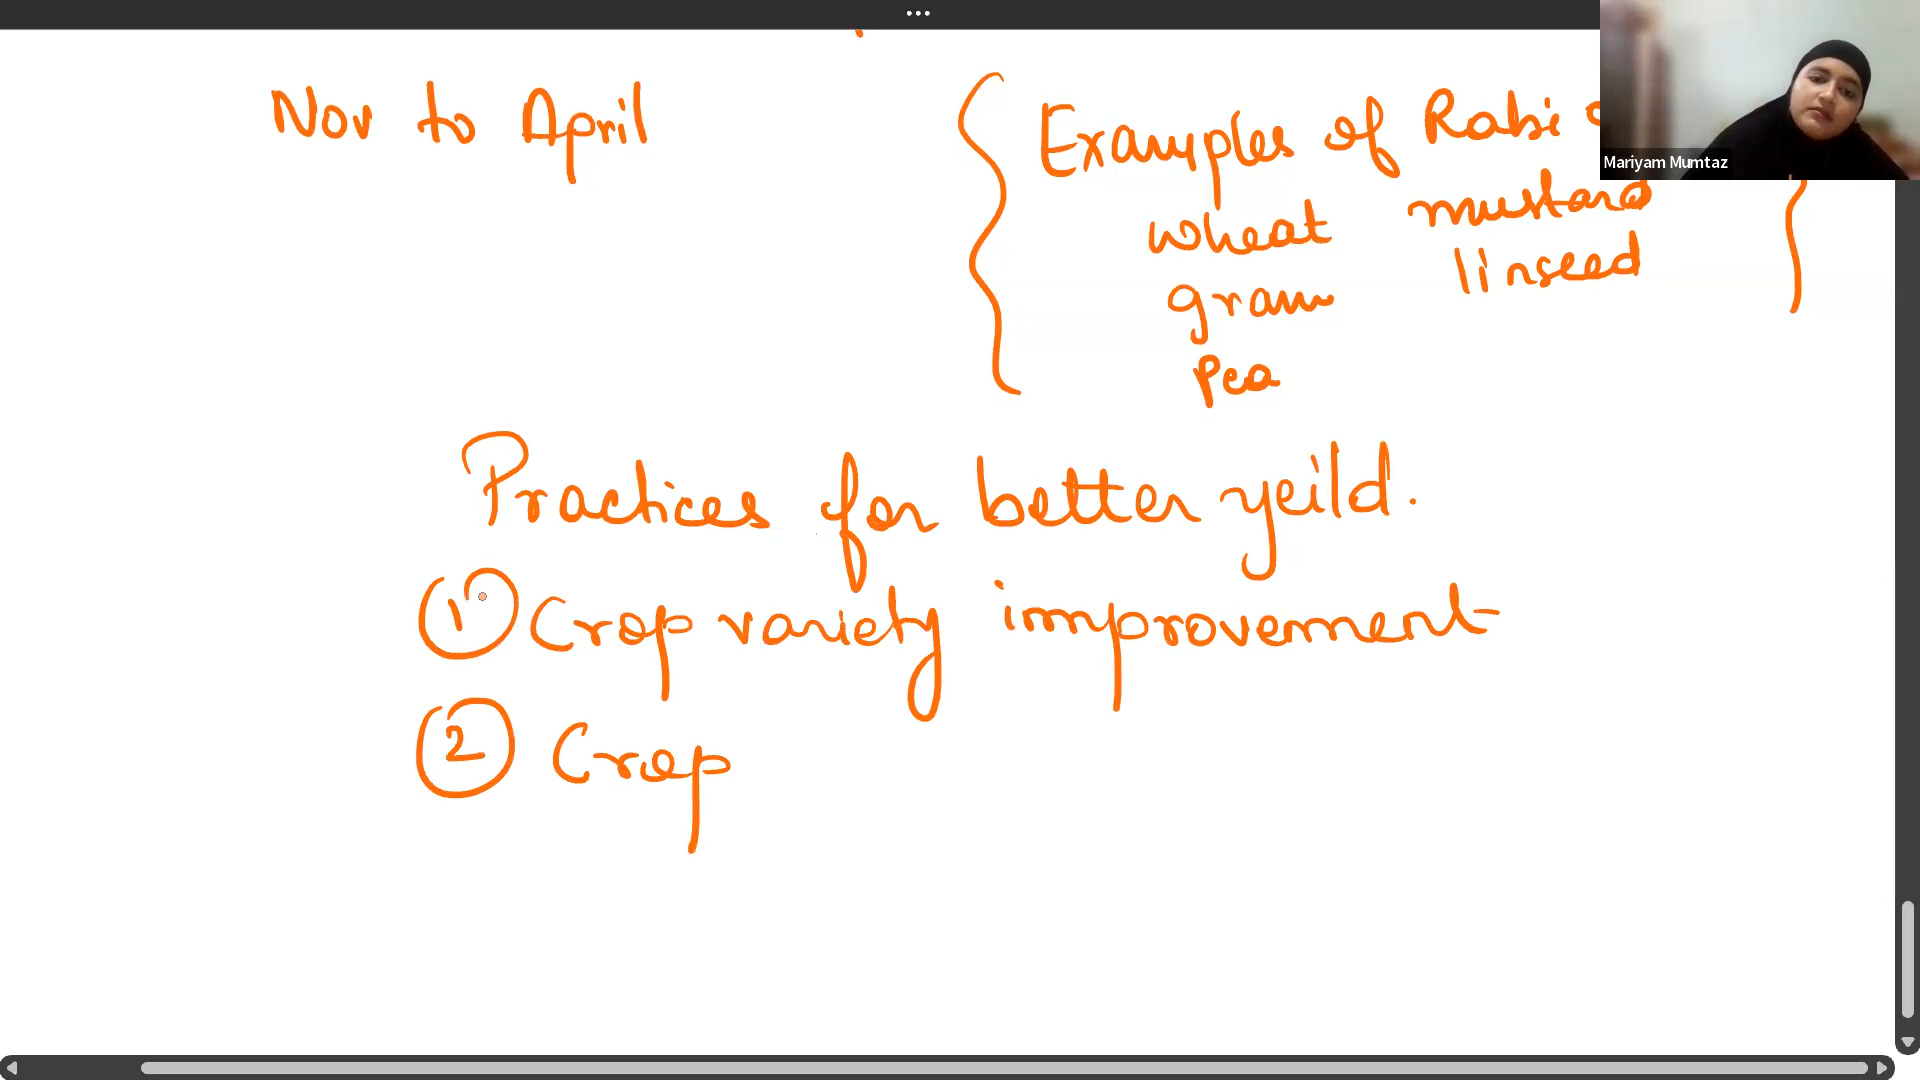 •••
Nov to April
Examples of Rabi
wheat mustard
gram linseed
Pea
Practices for better yeild.
1 Crop variety improvement
2 Crop
Mariyam Mumtaz